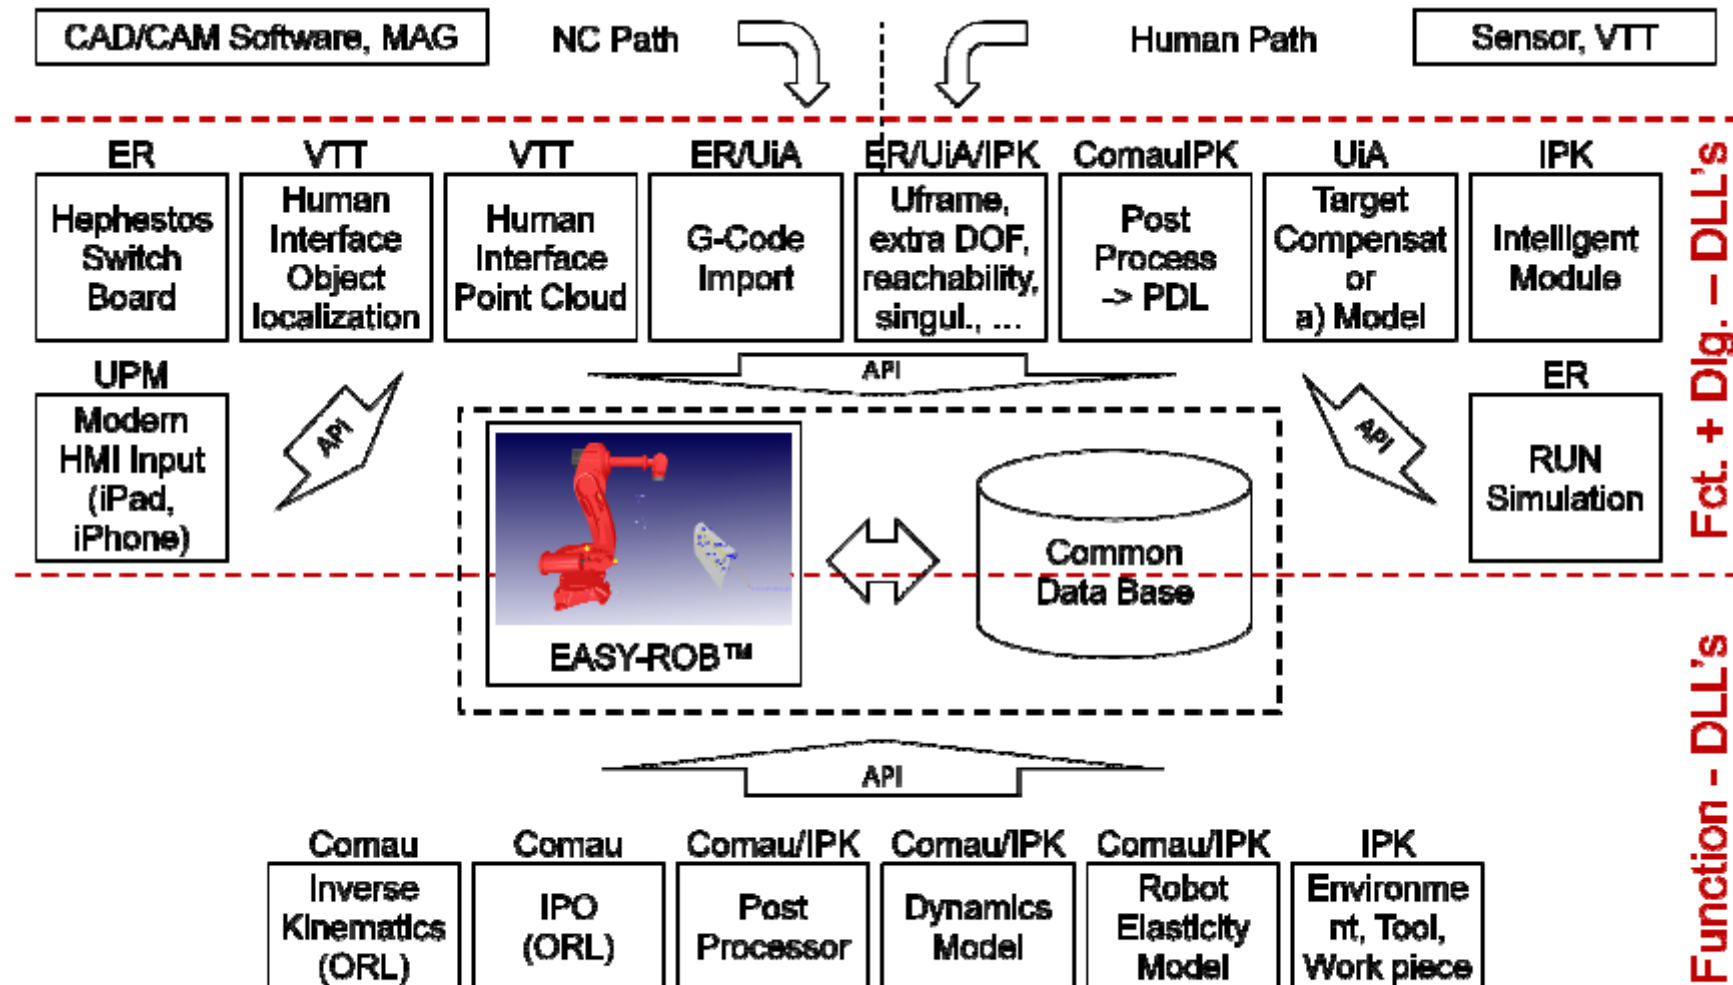 CAD/CAM Software, MAG
NC Path
Human Path
Sensor, VTT
ER
Hephestos
Switch
Board
VTT
Human
Interface
Object
localization
VTT
Human
Interface
Point Cloud
ER/UiA
G-Code
Import
ER/UiA/IPK
Uframe,
extra DOF,
reachability,
singul., ...
ComauIPK
Post
Process
-> PDL
UiA
Target
Compensat
or
a) Model
IPK
Intelligent
Module
Fct. + Dlg. – DLL's
UPM
Modern
HMI Input
(iPad,
iPhone)
API
API
API
ER
RUN
Simulation
EASY-ROB™
Common
Data Base
API
Function - DLL's
Comau
Inverse
Kinematics
(ORL)
Comau
IPO
(ORL)
Comau/IPK
Post
Processor
Comau/IPK
Dynamics
Model
Comau/IPK
Robot
Elasticity
Model
IPK
Environme
nt, Tool,
Work piece